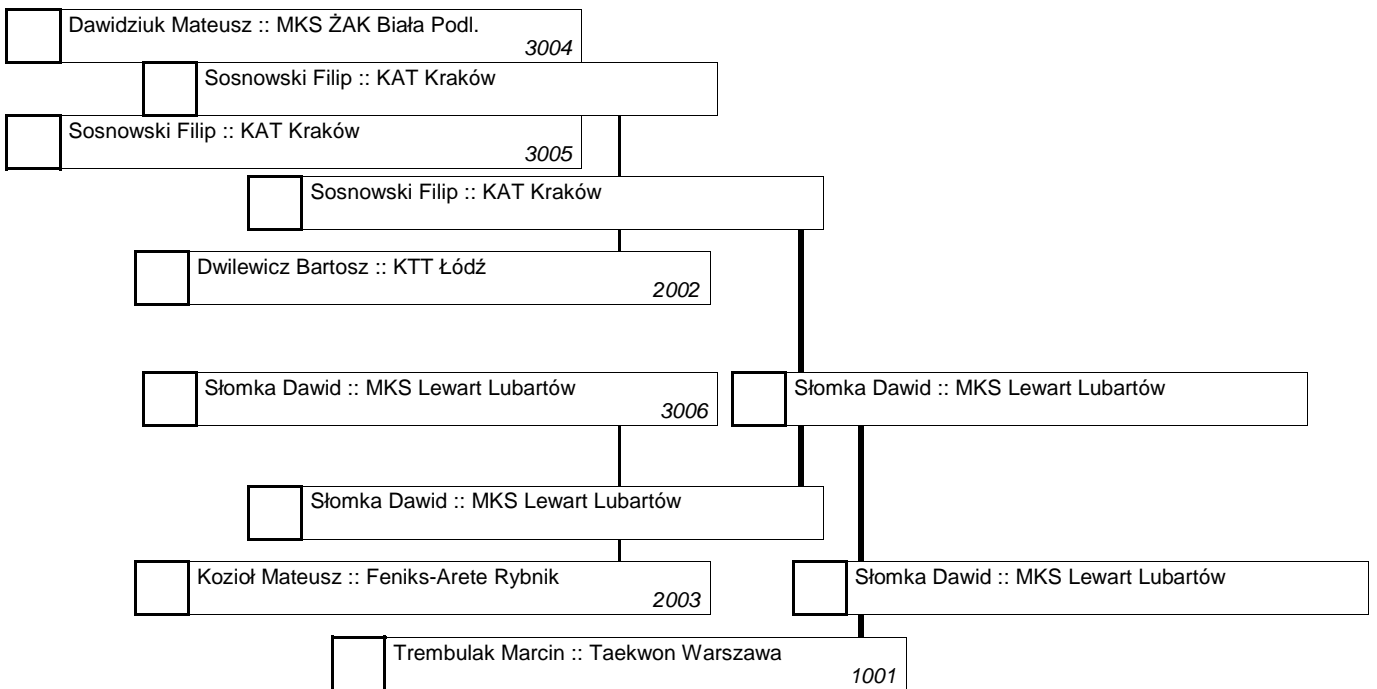 Dawidziuk Mateusz :: MKS ŻAK Biała Podl.
3004
Sosnowski Filip :: KAT Kraków
Sosnowski Filip :: KAT Kraków
3005
Sosnowski Filip :: KAT Kraków
Dwilewicz Bartosz :: KTT Łódź
2002
Słomka Dawid :: MKS Lewart Lubartów
3006
Słomka Dawid :: MKS Lewart Lubartów
Słomka Dawid :: MKS Lewart Lubartów
Kozioł Mateusz :: Feniks-Arete Rybnik
2003
Słomka Dawid :: MKS Lewart Lubartów
Trembulak Marcin :: Taekwon Warszawa
1001